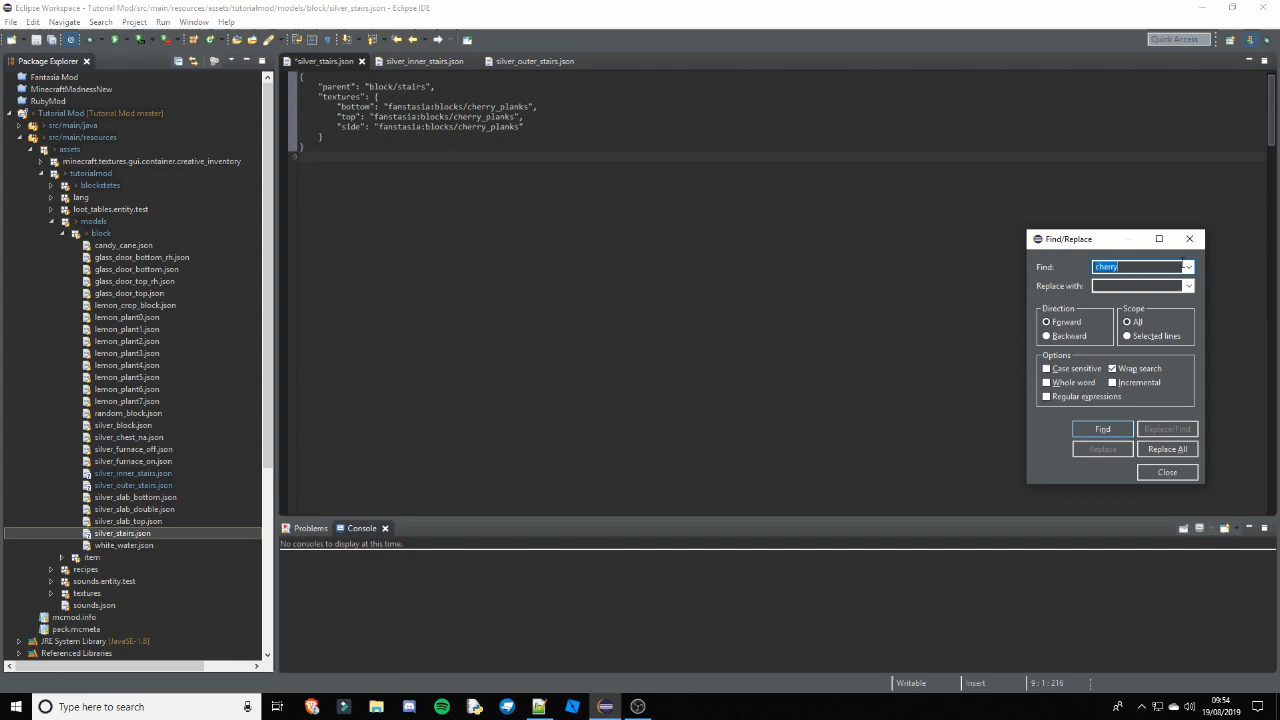 Eclipse Workspace - Tutorial Mod/src/main/resources/assets/tutorialmod/models/block/silver_stairs.json - Eclipse IDE
File Edit Navigate Search Project Run Window Help
Quick Access
Package Explorer
Fantasia Mod
MinecraftMadnessNew
RubyMod
> Tutorial Mod [Tutorial Mod master]
> src/main/java
> src/main/resources
> assets
minecraft.textures.gui.container.creative_inventory
> tutorialmod
> blockstates
lang
loot_tables.entity.test
> models
> block
candy_cane.json
glass_door_bottom_rh.json
glass_door_bottom.json
glass_door_top_rh.json
glass_door_top.json
lemon_crop_block.json
lemon_plant0.json
lemon_plant1.json
lemon_plant2.json
lemon_plant3.json
lemon_plant4.json
lemon_plant5.json
lemon_plant6.json
lemon_plant7.json
random_block.json
silver_block.json
silver_chest_na.json
silver_furnace_off.json
silver_furnace_on.json
silver_inner_stairs.json
silver_outer_stairs.json
silver_slab_bottom.json
silver_slab_double.json
silver_slab_top.json
silver_stairs.json
white_water.json
item
recipes
sounds.entity.test
textures
sounds.json
mcmod.info
pack.mcmeta
JRE System Library [JavaSE-1.8]
Referenced Libraries
*silver_stairs.json silver_inner_stairs.json silver_outer_stairs.json
{
"parent": "block/stairs",
"textures": {
"bottom": "fanstasia:blocks/cherry_planks",
"top": "fanstasia:blocks/cherry_planks",
"side": "fanstasia:blocks/cherry_planks"
}
}
9
Find/Replace
Find: cherry
Replace with:
Direction
Forward
Backward
Scope
All
Selected lines
Options
Case sensitive Wrap search
Whole word Incremental
Regular expressions
Find Replace/Find
Replace Replace All
Close
Problems Console
No consoles to display at this time.
Writable Insert 9 : 1 : 216
Type here to search
09:54
19/08/2019